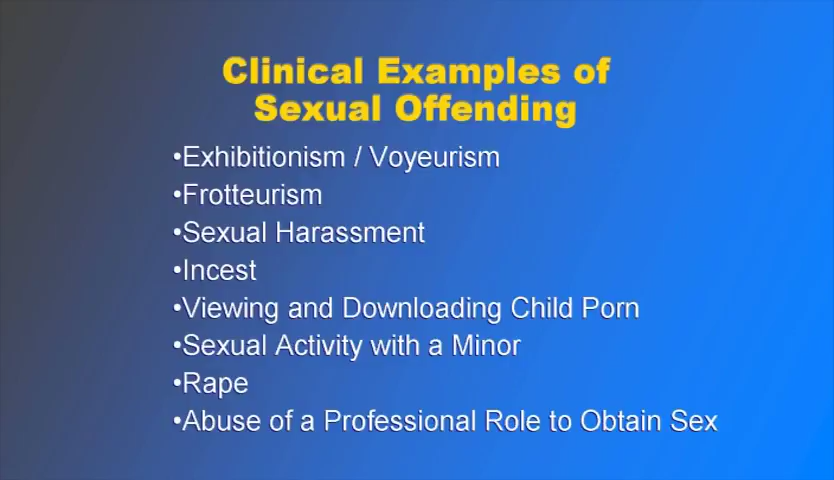 Clinical Examples of
Sexual Offending
•Exhibitionism / Voyeurism
•Frotteurism
•Sexual Harassment
•Incest
•Viewing and Downloading Child Porn
•Sexual Activity with a Minor
•Rape
•Abuse of a Professional Role to Obtain Sex